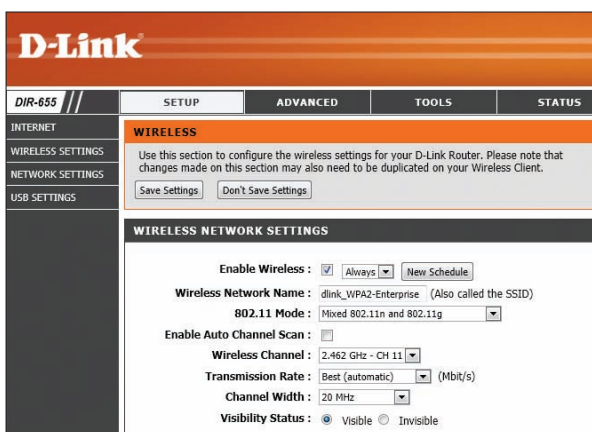 D-Link
DIR-655 SETUP ADVANCED TOOLS STATUS
INTERNET
WIRELESS SETTINGS
NETWORK SETTINGS
USB SETTINGS
WIRELESS
Use this section to configure the wireless settings for your D-Link Router. Please note that
changes made on this section may also need to be duplicated on your Wireless Client.
Save Settings Don't Save Settings
WIRELESS NETWORK SETTINGS
Enable Wireless : Always New Schedule
Wireless Network Name : dlink_WPA2-Enterprise (Also called the SSID)
802.11 Mode : Mixed 802.11n and 802.11g
Enable Auto Channel Scan :
Wireless Channel : 2.462 GHz - CH 11
Transmission Rate : Best (automatic) (Mbit/s)
Channel Width : 20 MHz
Visibility Status : Visible Invisible